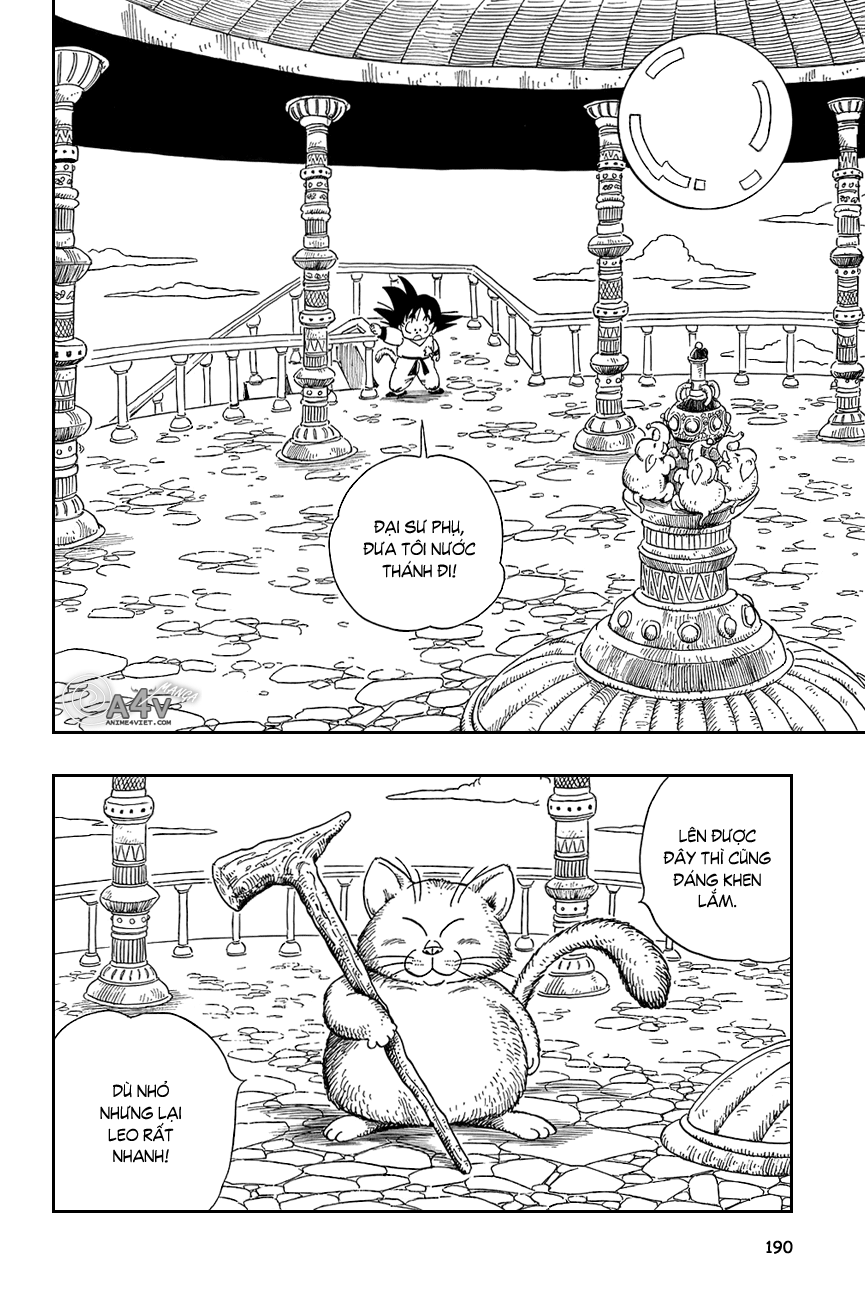 ĐẠI SƯ PHỤ,
ĐƯA TÔI NƯỚC
THÁNH ĐI!
A4V
ANIME4VIET.COM
LÊN ĐƯỢC
ĐÂY THÌ CŨNG
ĐÁNG KHEN
LẮM.
DÙ NHỎ
NHƯNG LẠI
LEO RẤT
NHANH!
190